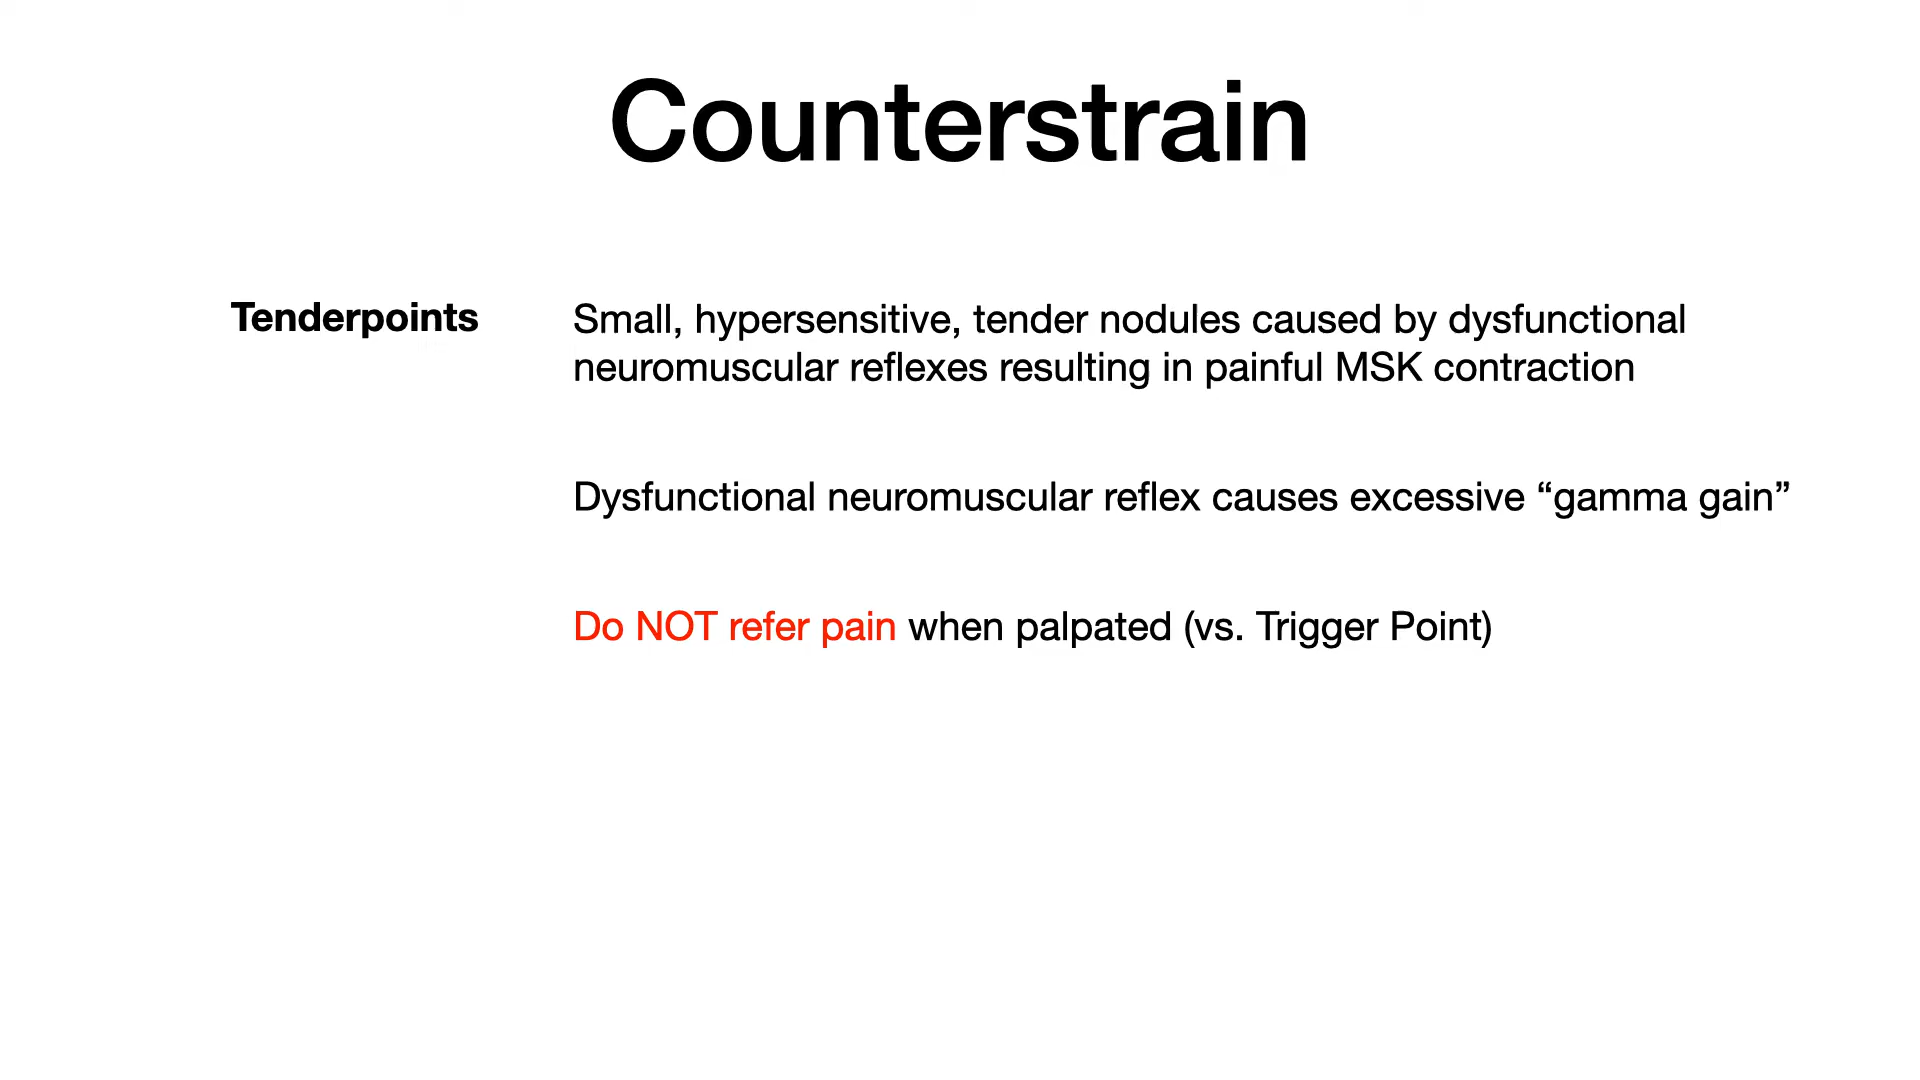 Counterstrain
Tenderpoints
Small, hypersensitive, tender nodules caused by dysfunctional
neuromuscular reflexes resulting in painful MSK contraction
Dysfunctional neuromuscular reflex causes excessive “gamma gain”
Do NOT refer pain when palpated (vs. Trigger Point)